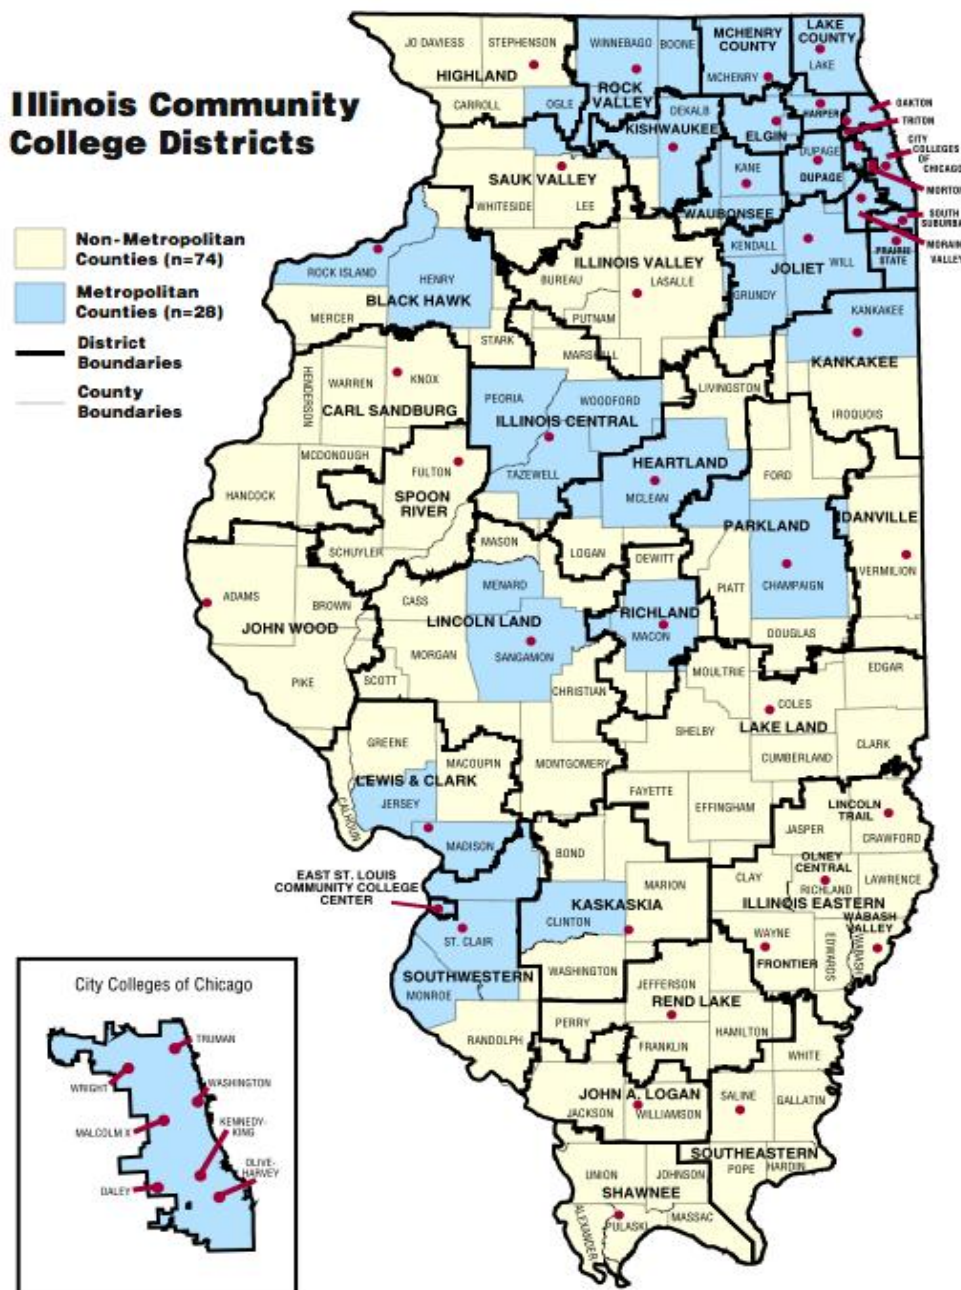 Illinois Community
College Districts
Non-Metropolitan
Counties (n=74)
Metropolitan
Counties (n=28)
District
Boundaries
County
Boundaries
JO DAVIESS
STEPHENSON
HIGHLAND
CARROLL
OGLE
WINNEBAGO
BOONE
ROCK
VALLEY
MCHENRY
COUNTY
MCHENRY
LAKE
COUNTY
LAKE
DEKALB
KISHWAUKEE
ELGIN
HARPER
OAKTON
TRITON
CITY
COLLEGES
OF
CHICAGO
MORTO
SOUTH
SUBURBA
MORAIN
VALLEY
PRAIRIE
STATE
KANE
DUPAGE
DUPAGE
WAUBONSEE
SAUK VALLEY
WHITESIDE
LEE
KENDALL
WILL
JOLIET
GRUNDY
ROCK ISLAND
HENRY
BLACK HAWK
MERCER
ILLINOIS VALLEY
BUREAU
LASALLE
PUTNAM
STARK
MARSHALL
KANKAKEE
KANKAKEE
HENDERSON
WARREN
KNOX
CARL SANDBURG
PEORIA
WOODFORD
ILLINOIS CENTRAL
TAZEWELL
LIVINGSTON
IROQUOIS
MCDONOUGH
HANCOCK
FULTON
SPOON
RIVER
HEARTLAND
MCLEAN
FORD
SCHUYLER
MASON
LOGAN
DEWITT
PARKLAND
DANVILLE
PIATT
CHAMPAIGN
VERMILION
ADAMS
BROWN
JOHN WOOD
PIKE
CASS
MENARD
LINCOLN LAND
SANGAMON
MORGAN
SCOTT
CHRISTIAN
RICHLAND
MACON
DOUGLAS
MOULTRIE
EDGAR
COLES
LAKE LAND
SHELBY
CUMBERLAND
CLARK
GREENE
MACOUPIN
LEWIS & CLARK
JERSEY
CALHOUN
MONTGOMERY
FAYETTE
EFFINGHAM
MADISON
BOND
JASPER
LINCOLN
TRAIL
CRAWFORD
EAST ST. LOUIS
COMMUNITY COLLEGE
CENTER
MARION
KASKASKIA
CLINTON
CLAY
OLNEY
CENTRAL
RICHLAND
LAWRENCE
ILLINOIS EASTERN
WABASH
VALLEY
ST. CLAIR
SOUTHWESTERN
MONROE
WASHINGTON
WAYNE
FRONTIER
EDWARDS
WABASH
JEFFERSON
REND LAKE
RANDOLPH
PERRY
HAMILTON
FRANKLIN
WHITE
JOHN A. LOGAN
JACKSON
WILLIAMSON
SALINE
GALLATIN
SOUTHEASTERN
POPE
HARDIN
UNION
JOHNSON
SHAWNEE
ALEXANDER
PULASKI
MASSAC
City Colleges of Chicago
TRUMAN
WRIGHT
WASHINGTON
MALCOLM X
KENNEDY-
KING
OLIVE-
HARVEY
DALEY